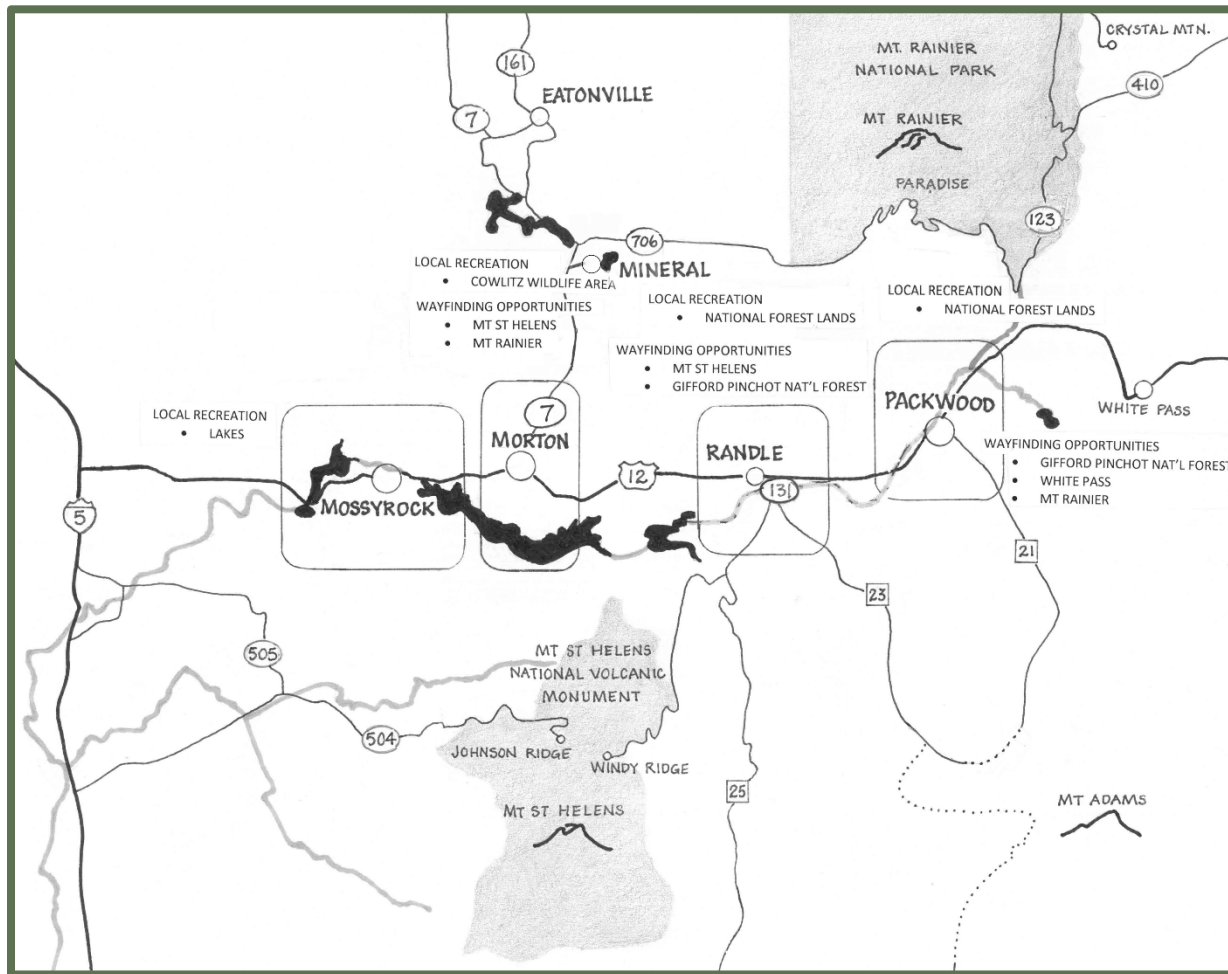 CRYSTAL MTN.
MT. RAINIER
NATIONAL PARK
161
410
EATONVILLE
7
MT RAINIER
PARADISE
123
706
MINERAL
LOCAL RECREATION
• COWLITZ WILDLIFE AREA
WAYFINDING OPPORTUNITIES
• MT ST HELENS
• MT RAINIER
LOCAL RECREATION
• NATIONAL FOREST LANDS
WAYFINDING OPPORTUNITIES
• MT ST HELENS
• GIFFORD PINCHOT NAT'L FOREST
LOCAL RECREATION
• NATIONAL FOREST LANDS
PACKWOOD
WHITE PASS
WAYFINDING OPPORTUNITIES
• GIFFORD PINCHOT NAT'L FOREST
• WHITE PASS
• MT RAINIER
LOCAL RECREATION
• LAKES
7
MORTON
RANDLE
12
131
MOSSYROCK
5
21
23
505
MT ST HELENS
NATIONAL VOLCANIC
MONUMENT
504
JOHNSON RIDGE
WINDY RIDGE
25
MT ST HELENS
MT ADAMS